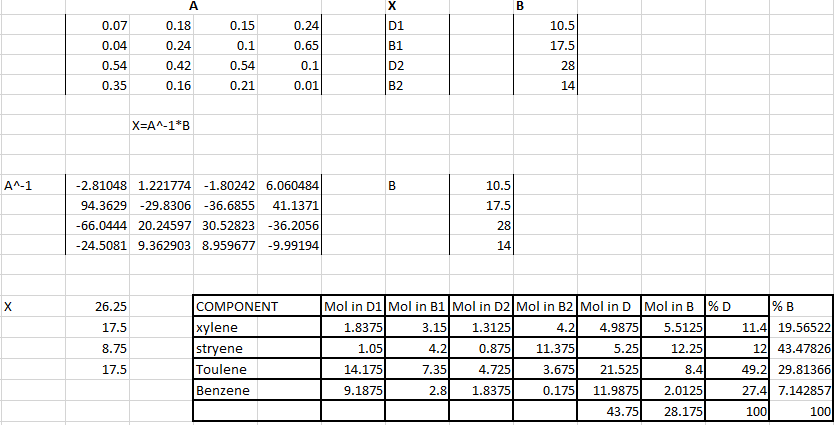 A X B
0.07 0.18 0.15 0.24 D1 10.5
0.04 0.24 0.1 0.65 B1 17.5
0.54 0.42 0.54 0.1 D2 28
0.35 0.16 0.21 0.01 B2 14
X=A^-1*B
A^-1 -2.81048 1.221774 -1.80242 6.060484 B 10.5
94.3629 -29.8306 -36.6855 41.1371 17.5
-66.0444 20.24597 30.52823 -36.2056 28
-24.5081 9.362903 8.959677 -9.99194 14
X 26.25 COMPONENT Mol in D1 Mol in B1 Mol in D2 Mol in B2 Mol in D Mol in B % D % B
17.5 xylene 1.8375 3.15 1.3125 4.2 4.9875 5.5125 11.4 19.56522
8.75 stryene 1.05 4.2 0.875 11.375 5.25 12.25 12 43.47826
17.5 Toulene 14.175 7.35 4.725 3.675 21.525 8.4 49.2 29.81366
Benzene 9.1875 2.8 1.8375 0.175 11.9875 2.0125 27.4 7.142857
43.75 28.175 100 100